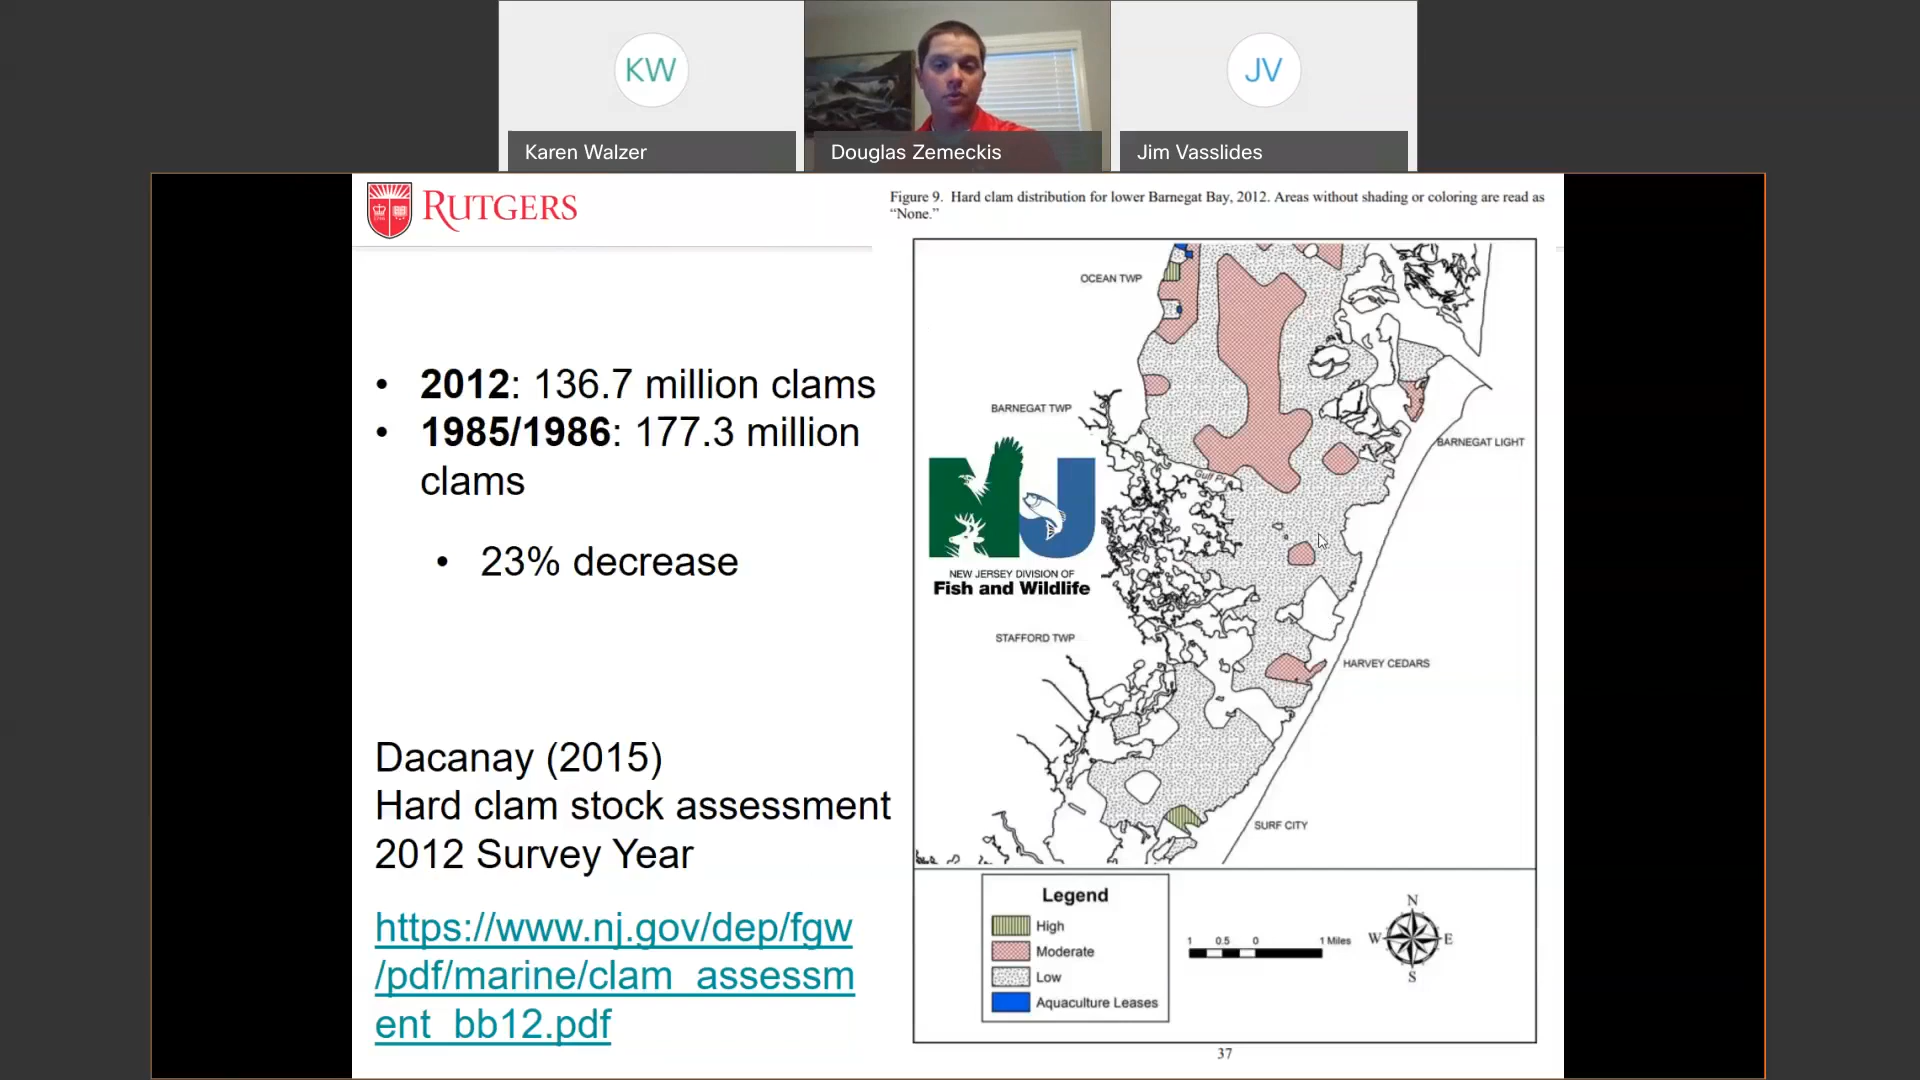 KW
JV
Karen Walzer
Douglas Zemeckis
Jim Vasslides
RUTGERS
Figure 9. Hard clam distribution for lower Barnegat Bay, 2012. Areas without shading or coloring are read as
“None.”
• 2012: 136.7 million clams
• 1985/1986: 177.3 million
clams
• 23% decrease
Dacanay (2015)
Hard clam stock assessment
2012 Survey Year
https://www.nj.gov/dep/fgw
/pdf/marine/clam_assessm
ent_bb12.pdf
OCEAN TWP
BARNEGAT TWP
BARNEGAT LIGHT
Gulf Pt
NJ
NEW JERSEY DIVISION OF
Fish and Wildlife
STAFFORD TWP
HARVEY CEDARS
SURF CITY
Legend
High
Moderate
Low
Aquaculture Leases
1 0.5 0 1 Miles
N
W E
S
37